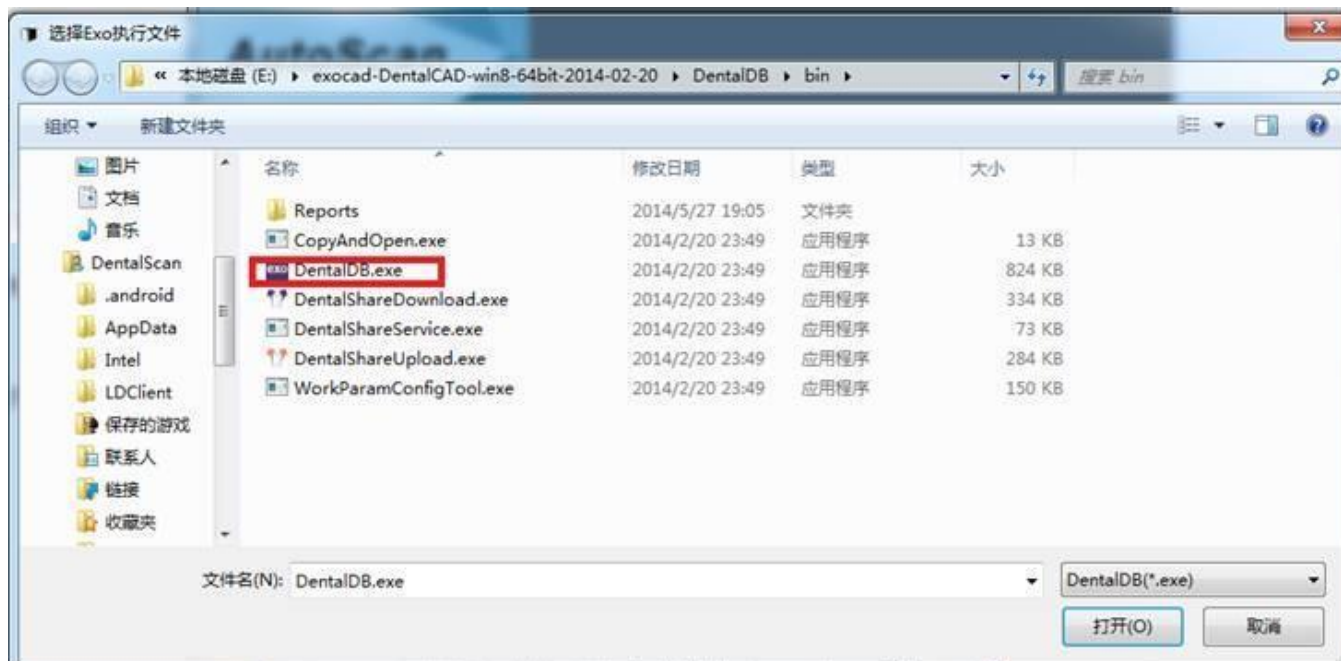 选择Exo执行文件
AutoScan
« 本地磁盘 (E:) ▸ exocad-DentalCAD-win8-64bit-2014-02-20 ▸ DentalDB ▸ bin ▸
搜索 bin
组织 新建文件夹
名称 修改日期 类型 大小
图片
文档
音乐
DentalScan
.android
AppData
Intel
LDClient
保存的游戏
联系人
链接
收藏夹
Reports 2014/5/27 19:05 文件夹
CopyAndOpen.exe 2014/2/20 23:49 应用程序 13 KB
DentalDB.exe 2014/2/20 23:49 应用程序 824 KB
DentalShareDownload.exe 2014/2/20 23:49 应用程序 334 KB
DentalShareService.exe 2014/2/20 23:49 应用程序 73 KB
DentalShareUpload.exe 2014/2/20 23:49 应用程序 284 KB
WorkParamConfigTool.exe 2014/2/20 23:49 应用程序 150 KB
文件名(N): DentalDB.exe
DentalDB(*.exe)
打开(O) 取消